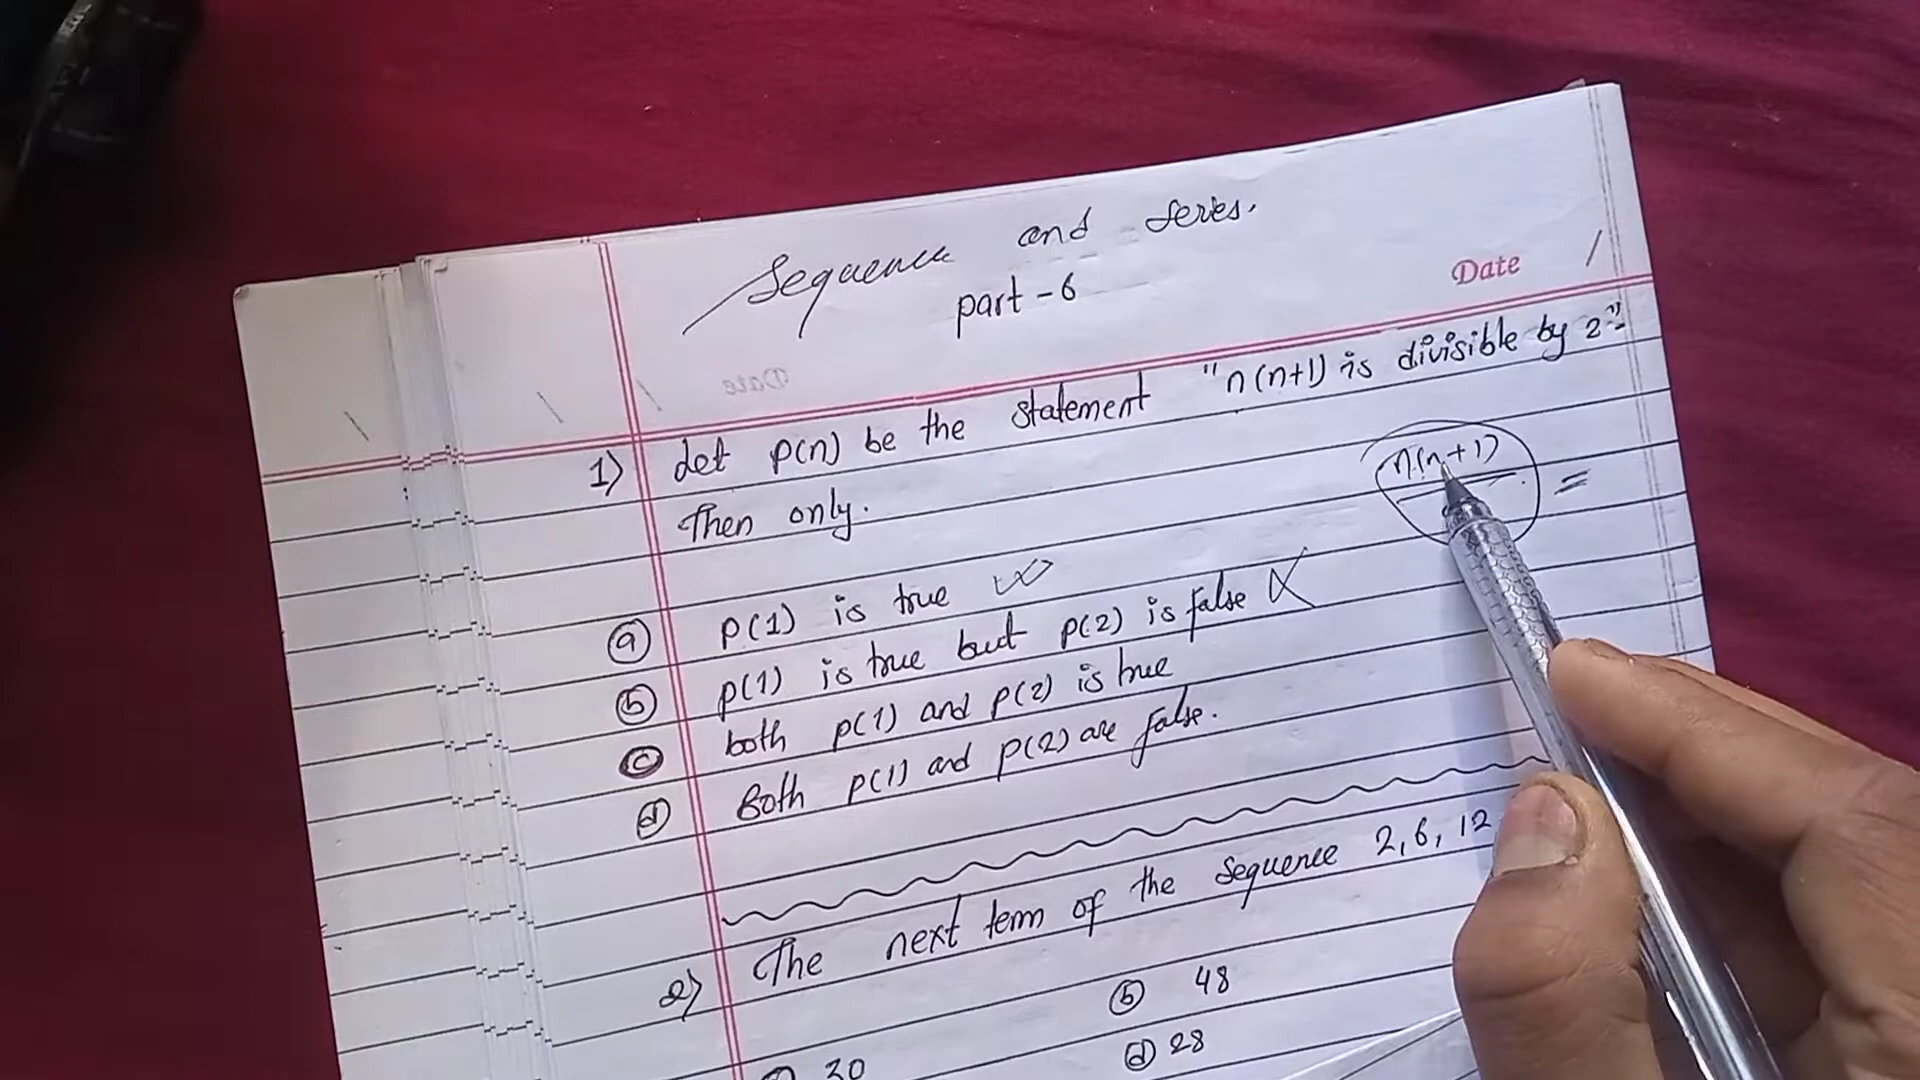 Sequence and series.
part - 6
Date
1) Let p(n) be the statement "n(n+1) is divisible by 2"
Then only.
n(n+1) =
a p(1) is true
b p(1) is true but p(2) is false
c both p(1) and p(2) is true
d Both p(1) and p(2) are false.
2) The next term of the sequence 2, 6, 12
b 48
30
d 28